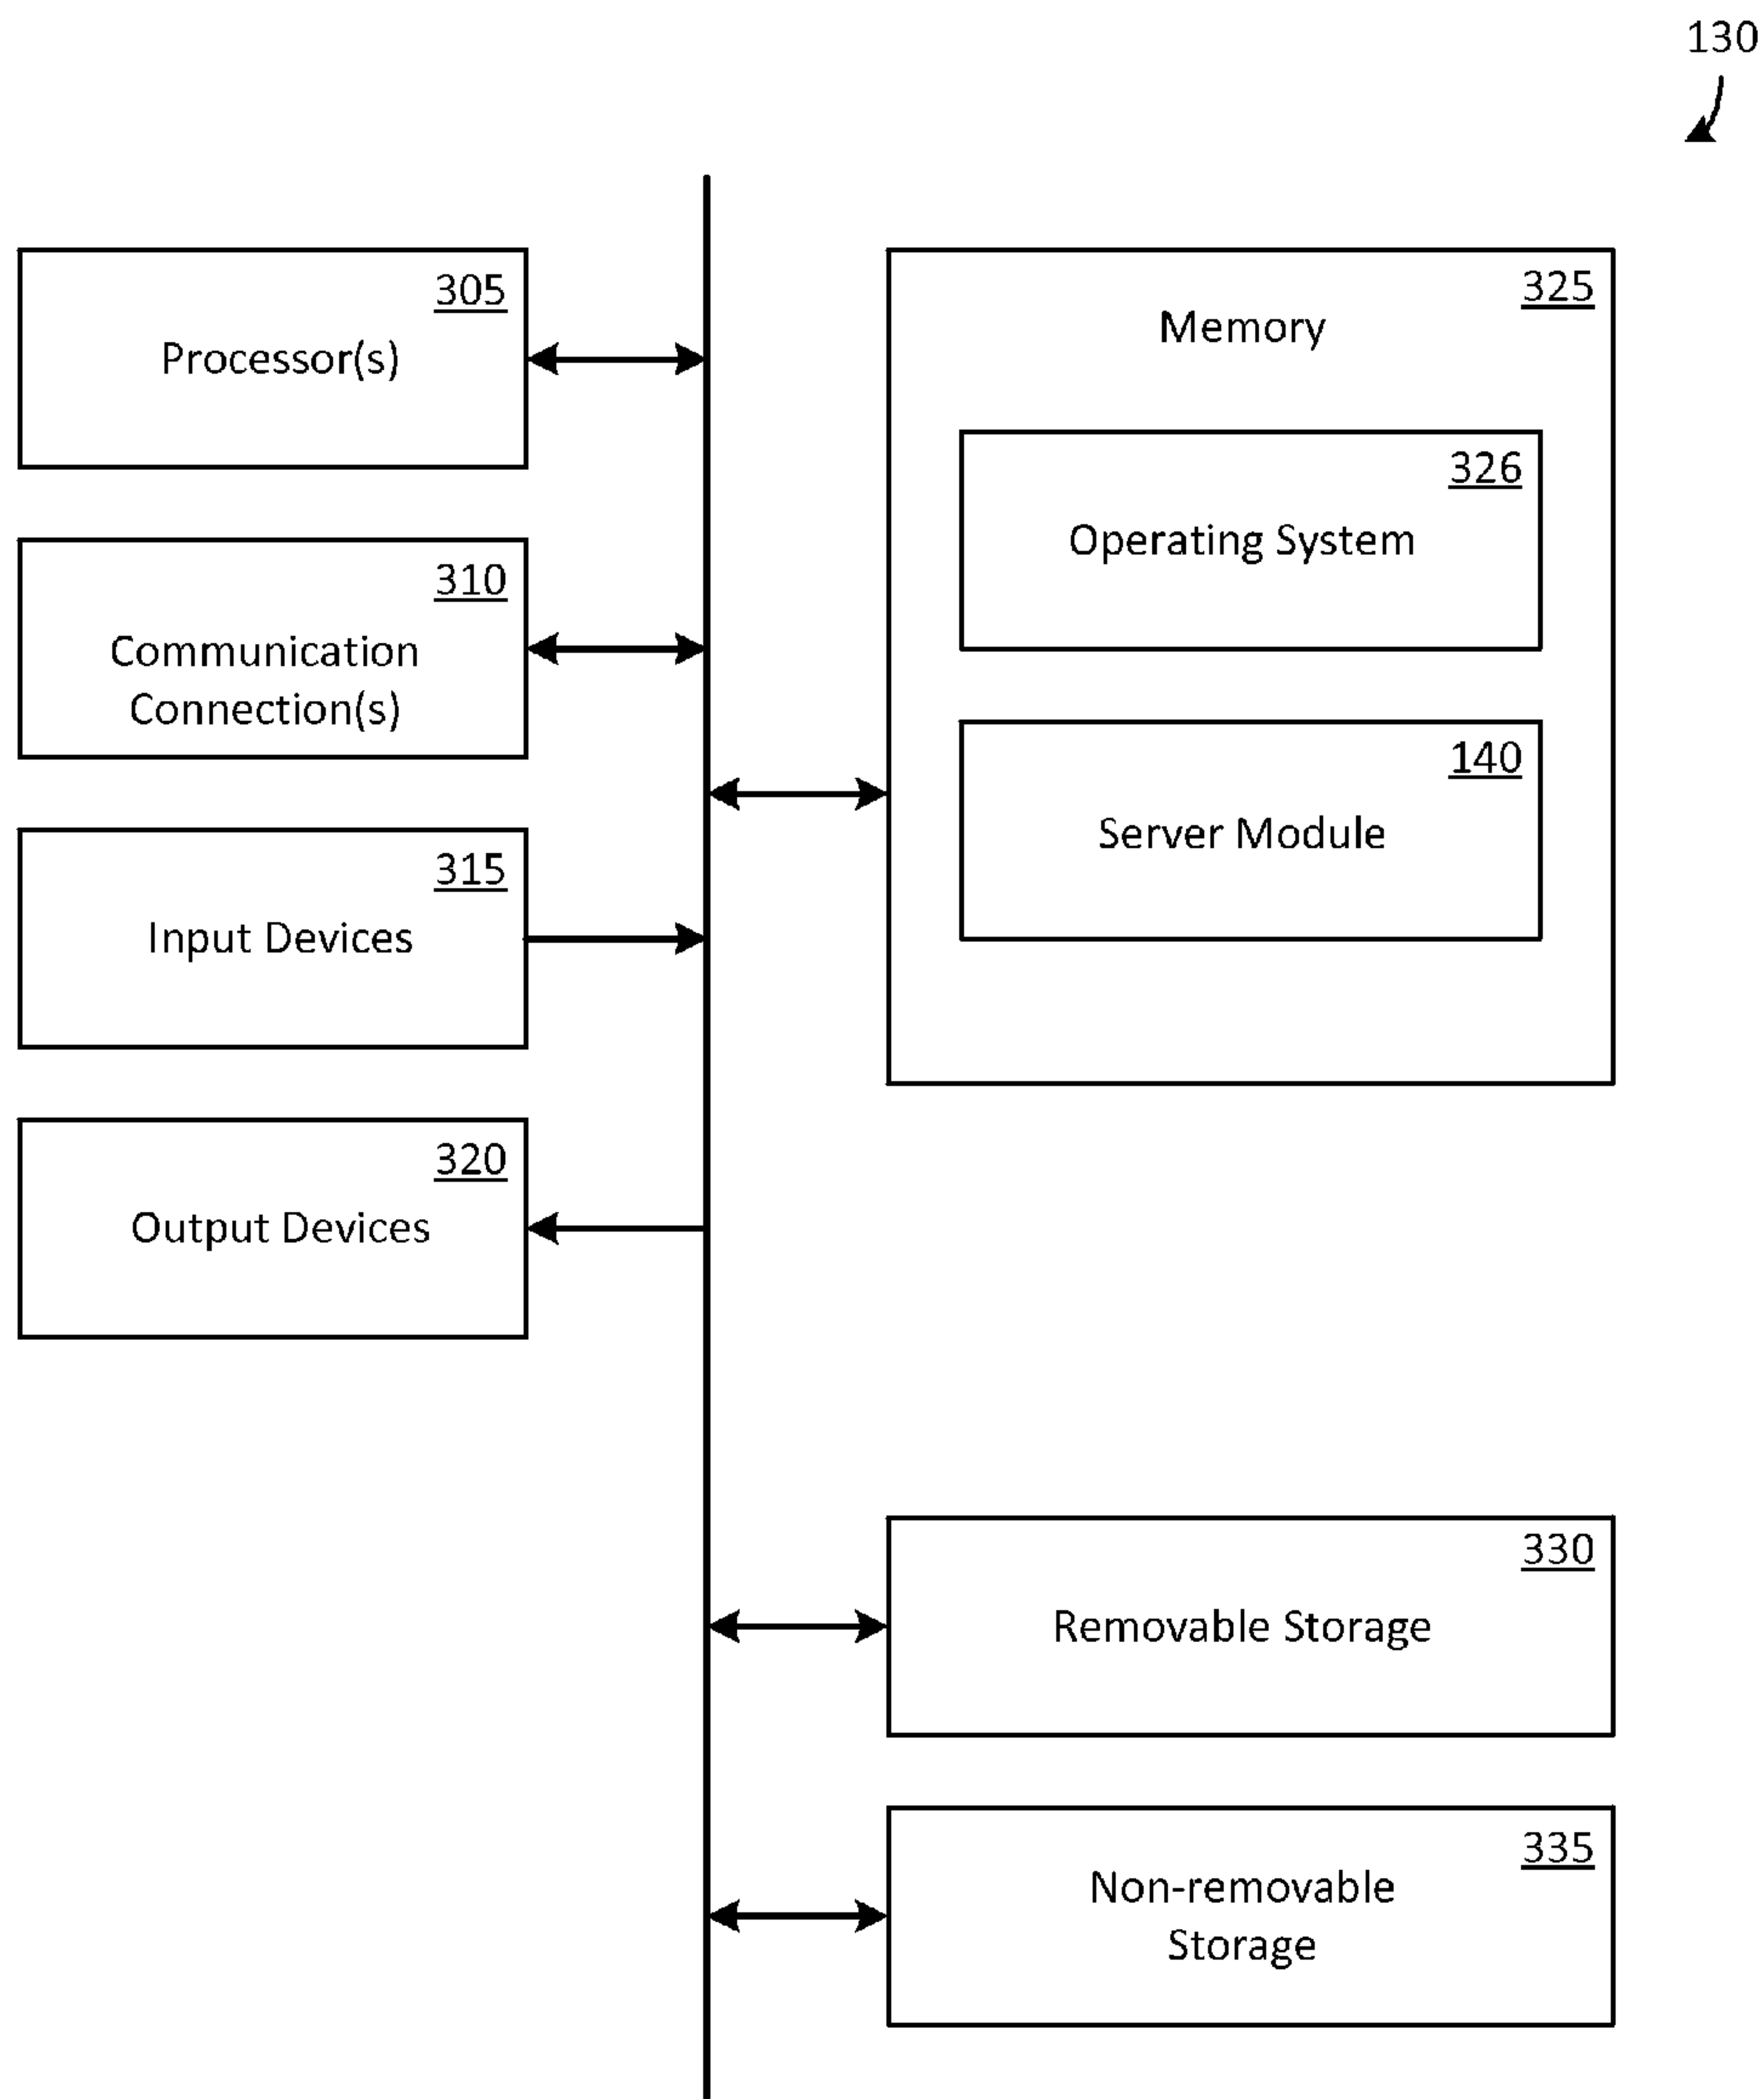 130
305
Processor(s)
310
Communication
Connection(s)
315
Input Devices
320
Output Devices
325
Memory
326
Operating System
140
Server Module
330
Removable Storage
335
Non-removable
Storage